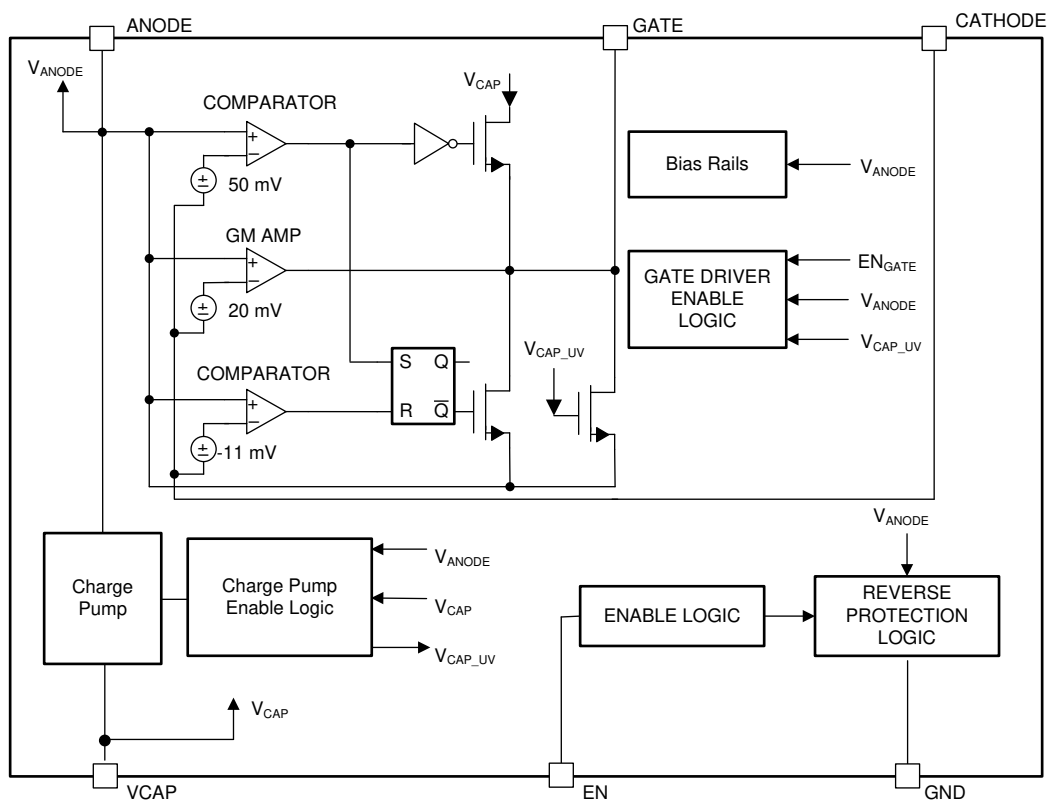 ANODE
GATE
CATHODE
VANODE
VCAP
COMPARATOR
+
−
50 mV
Bias Rails
VANODE
GM AMP
+
−
20 mV
GATE DRIVER
ENABLE
LOGIC
ENGATE
VANODE
VCAP_UV
VCAP_UV
S Q
R Q̅
COMPARATOR
+
−
-11 mV
VANODE
Charge
Pump
Charge Pump
Enable Logic
VANODE
VCAP
VCAP_UV
ENABLE LOGIC
REVERSE
PROTECTION
LOGIC
VCAP
VCAP
EN
GND